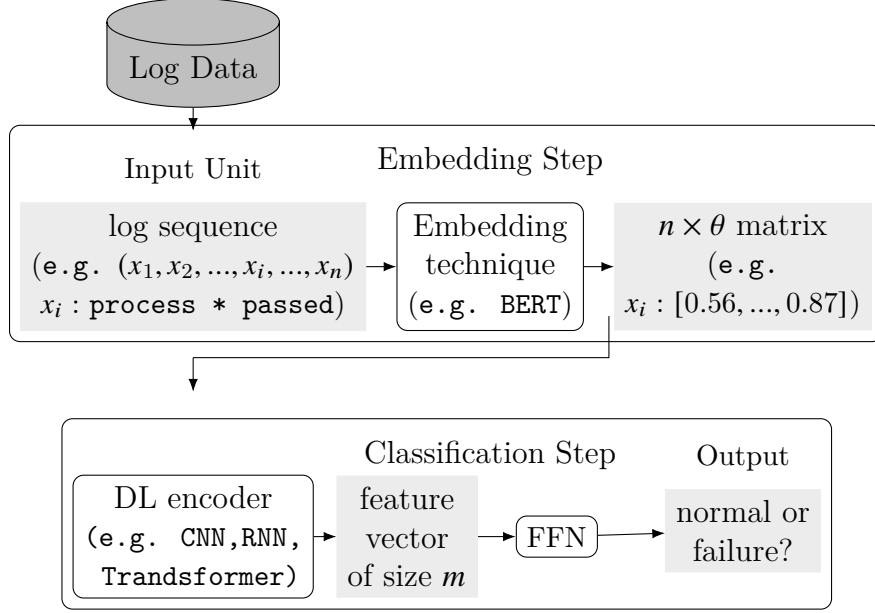 Log Data
Embedding Step
Input Unit
log sequence
(e.g. (x₁, x₂, ..., xᵢ, ..., xₙ)
xᵢ : process * passed)
Embedding
technique
(e.g. BERT)
n × θ matrix
(e.g.
xᵢ : [0.56, ..., 0.87])
Classification Step
Output
DL encoder
(e.g. CNN,RNN,
Trandsformer)
feature
vector
of size m
FFN
normal or
failure?